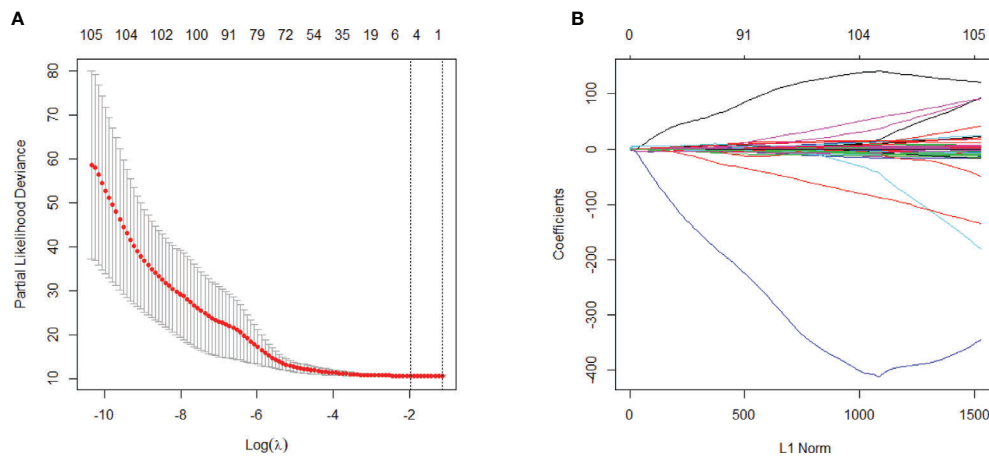 A
105 104 102 100 91 79 72 54 35 19 6 4 1
Partial Likelihood Deviance
80
70
60
50
40
30
20
10
-10 -8 -6 -4 -2
Log(λ)
B
0 91 104 105
Coefficients
100
0
-100
-200
-300
-400
0 500 1000 1500
L1 Norm